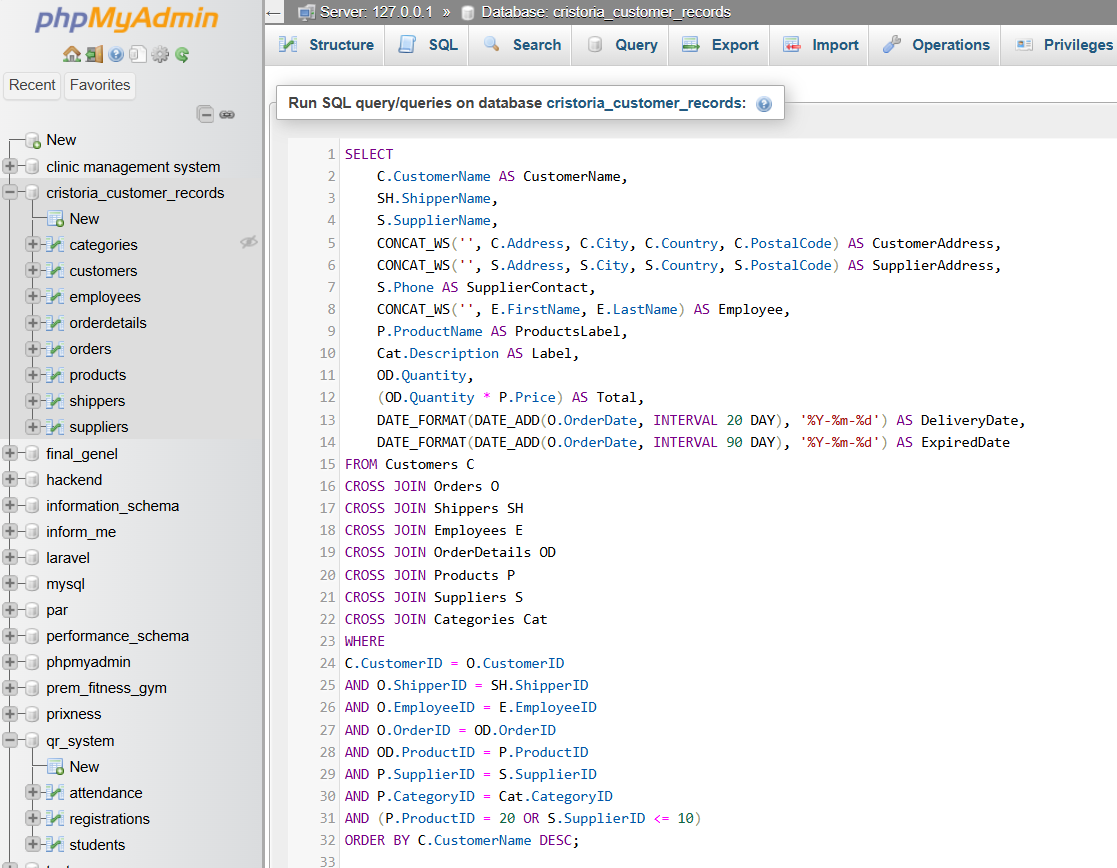 phpMyAdmin
Recent
Favorites
New
clinic management system
cristoria_customer_records
New
categories
customers
employees
orderdetails
orders
products
shippers
suppliers
final_genel
hackend
information_schema
inform_me
laravel
mysql
par
performance_schema
phpmyadmin
prem_fitness_gym
prixness
qr_system
New
attendance
registrations
students
Server: 127.0.0.1 » Database: cristoria_customer_records
Structure SQL Search Query Export Import Operations Privileges
Run SQL query/queries on database cristoria_customer_records:
1 SELECT
2 C.CustomerName AS CustomerName,
3 SH.ShipperName,
4 S.SupplierName,
5 CONCAT_WS('', C.Address, C.City, C.Country, C.PostalCode) AS CustomerAddress,
6 CONCAT_WS('', S.Address, S.City, S.Country, S.PostalCode) AS SupplierAddress,
7 S.Phone AS SupplierContact,
8 CONCAT_WS('', E.FirstName, E.LastName) AS Employee,
9 P.ProductName AS ProductsLabel,
10 Cat.Description AS Label,
11 OD.Quantity,
12 (OD.Quantity * P.Price) AS Total,
13 DATE_FORMAT(DATE_ADD(O.OrderDate, INTERVAL 20 DAY), '%Y-%m-%d') AS DeliveryDate,
14 DATE_FORMAT(DATE_ADD(O.OrderDate, INTERVAL 90 DAY), '%Y-%m-%d') AS ExpiredDate
15 FROM Customers C
16 CROSS JOIN Orders O
17 CROSS JOIN Shippers SH
18 CROSS JOIN Employees E
19 CROSS JOIN OrderDetails OD
20 CROSS JOIN Products P
21 CROSS JOIN Suppliers S
22 CROSS JOIN Categories Cat
23 WHERE
24 C.CustomerID = O.CustomerID
25 AND O.ShipperID = SH.ShipperID
26 AND O.EmployeeID = E.EmployeeID
27 AND O.OrderID = OD.OrderID
28 AND OD.ProductID = P.ProductID
29 AND P.SupplierID = S.SupplierID
30 AND P.CategoryID = Cat.CategoryID
31 AND (P.ProductID = 20 OR S.SupplierID <= 10)
32 ORDER BY C.CustomerName DESC;
33